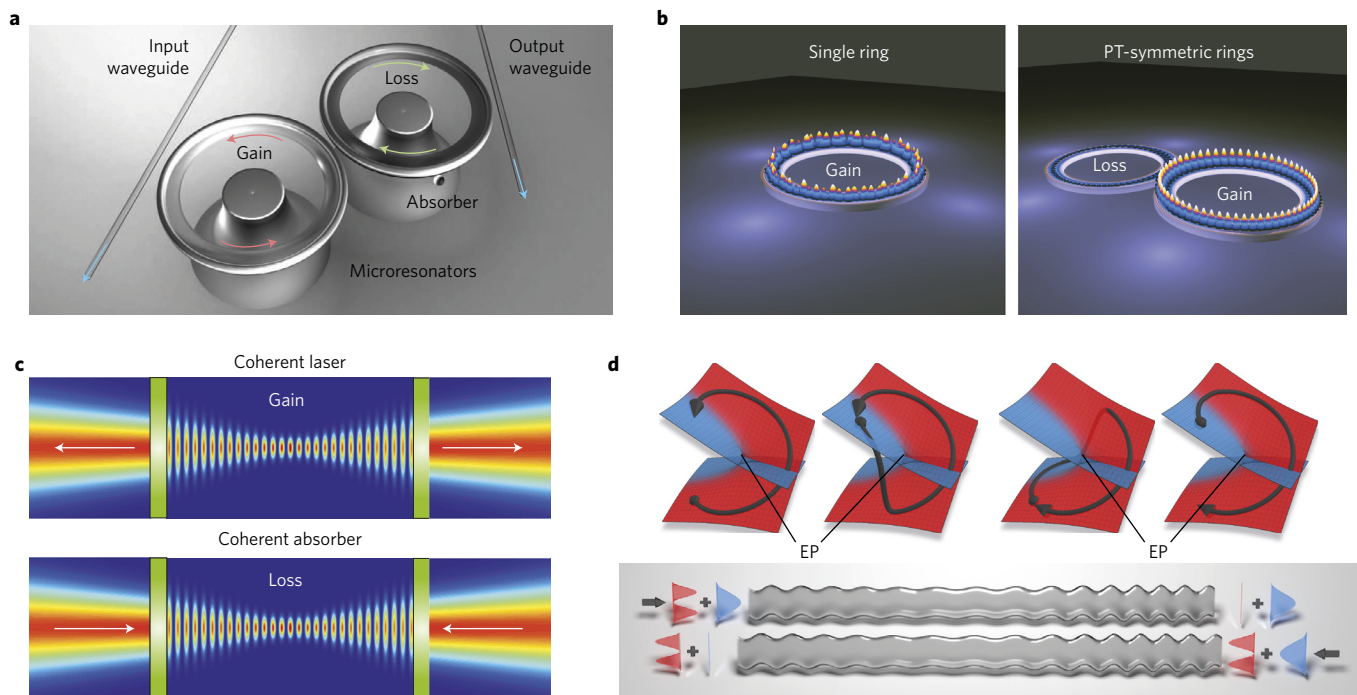 a
Input
waveguide
Output
waveguide
Loss
Gain
Absorber
Microresonators
b
Single ring
Gain
PT-symmetric rings
Loss
Gain
c
Coherent laser
Gain
Coherent absorber
Loss
d
EP
EP
+
+
+
+